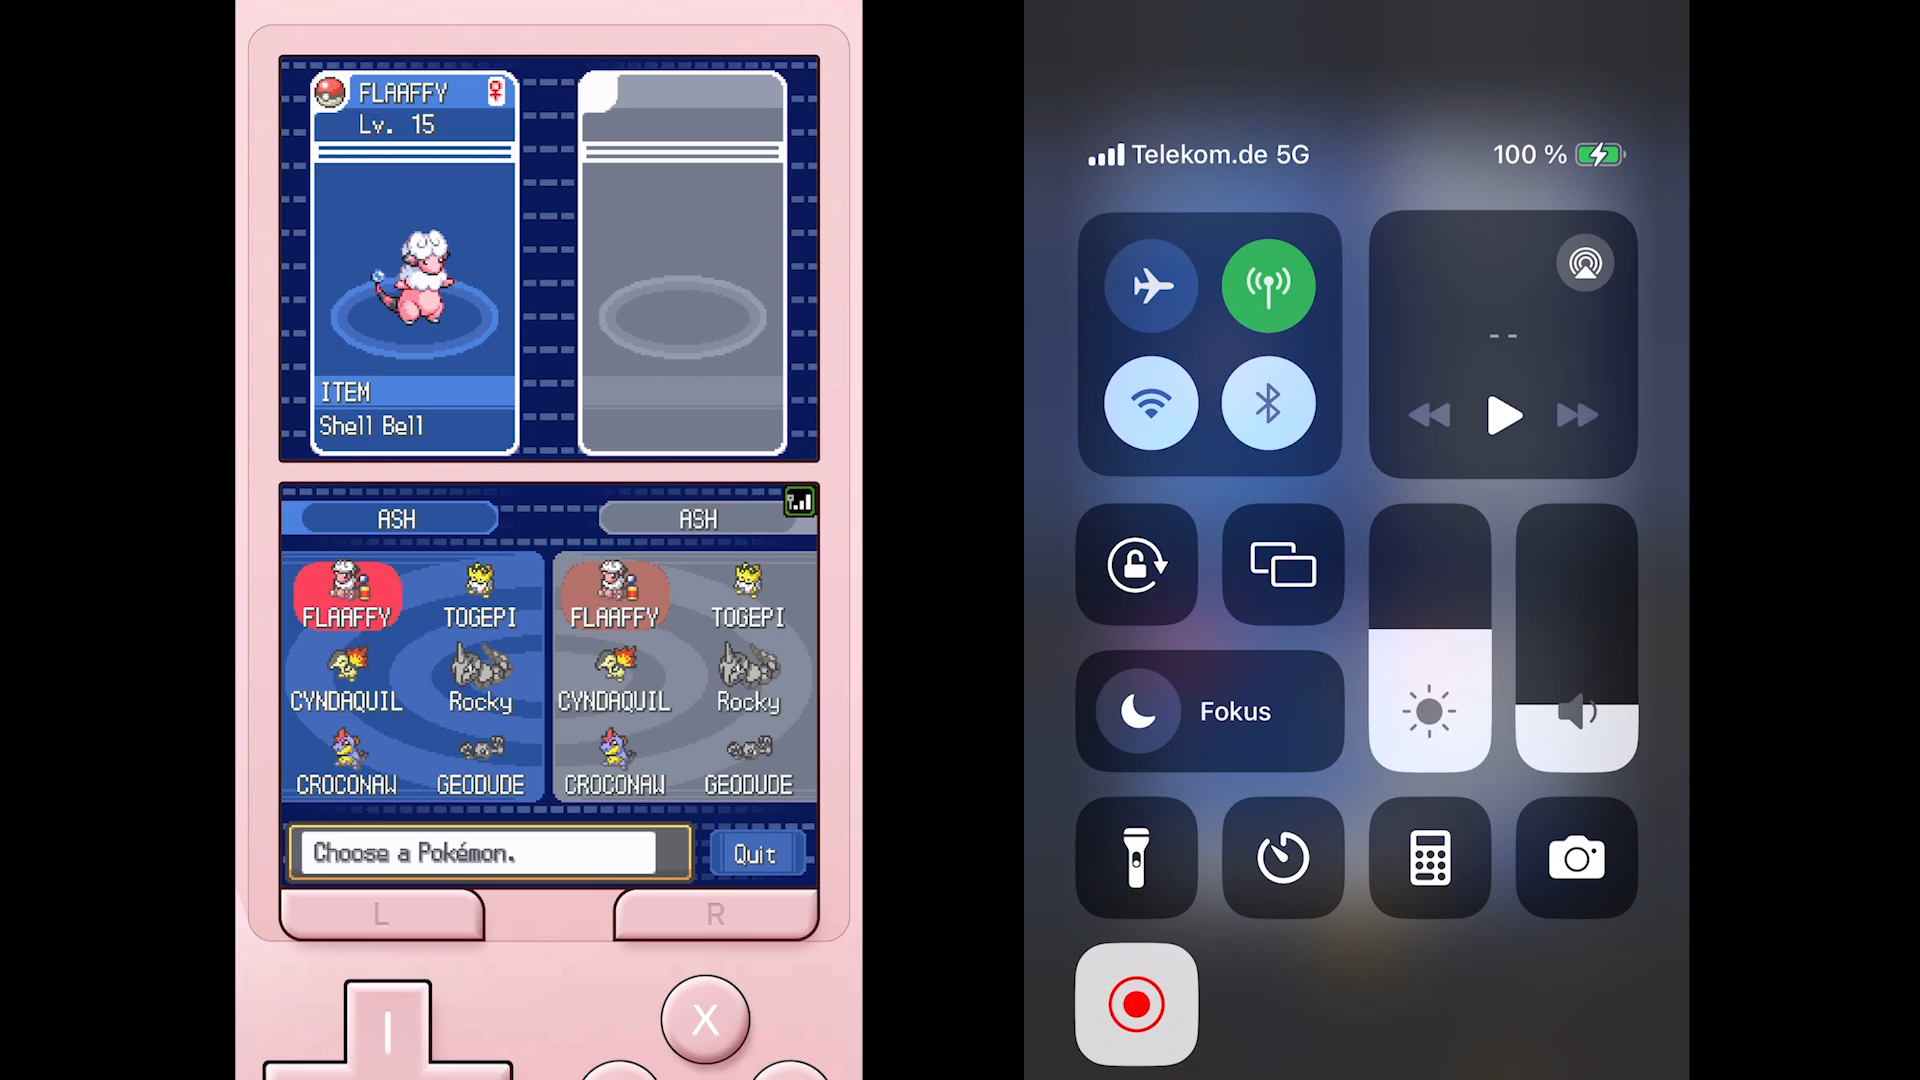 FLAAFFY ♀
Lv. 15
ITEM
Shell Bell
ASH
ASH
FLAAFFY
TOGEPI
FLAAFFY
TOGEPI
CYNDAQUIL
Rocky
CYNDAQUIL
Rocky
CROCONAW
GEODUDE
CROCONAW
GEODUDE
Choose a Pokémon.
Quit
L
R
X
Telekom.de 5G
100 %
--
Fokus